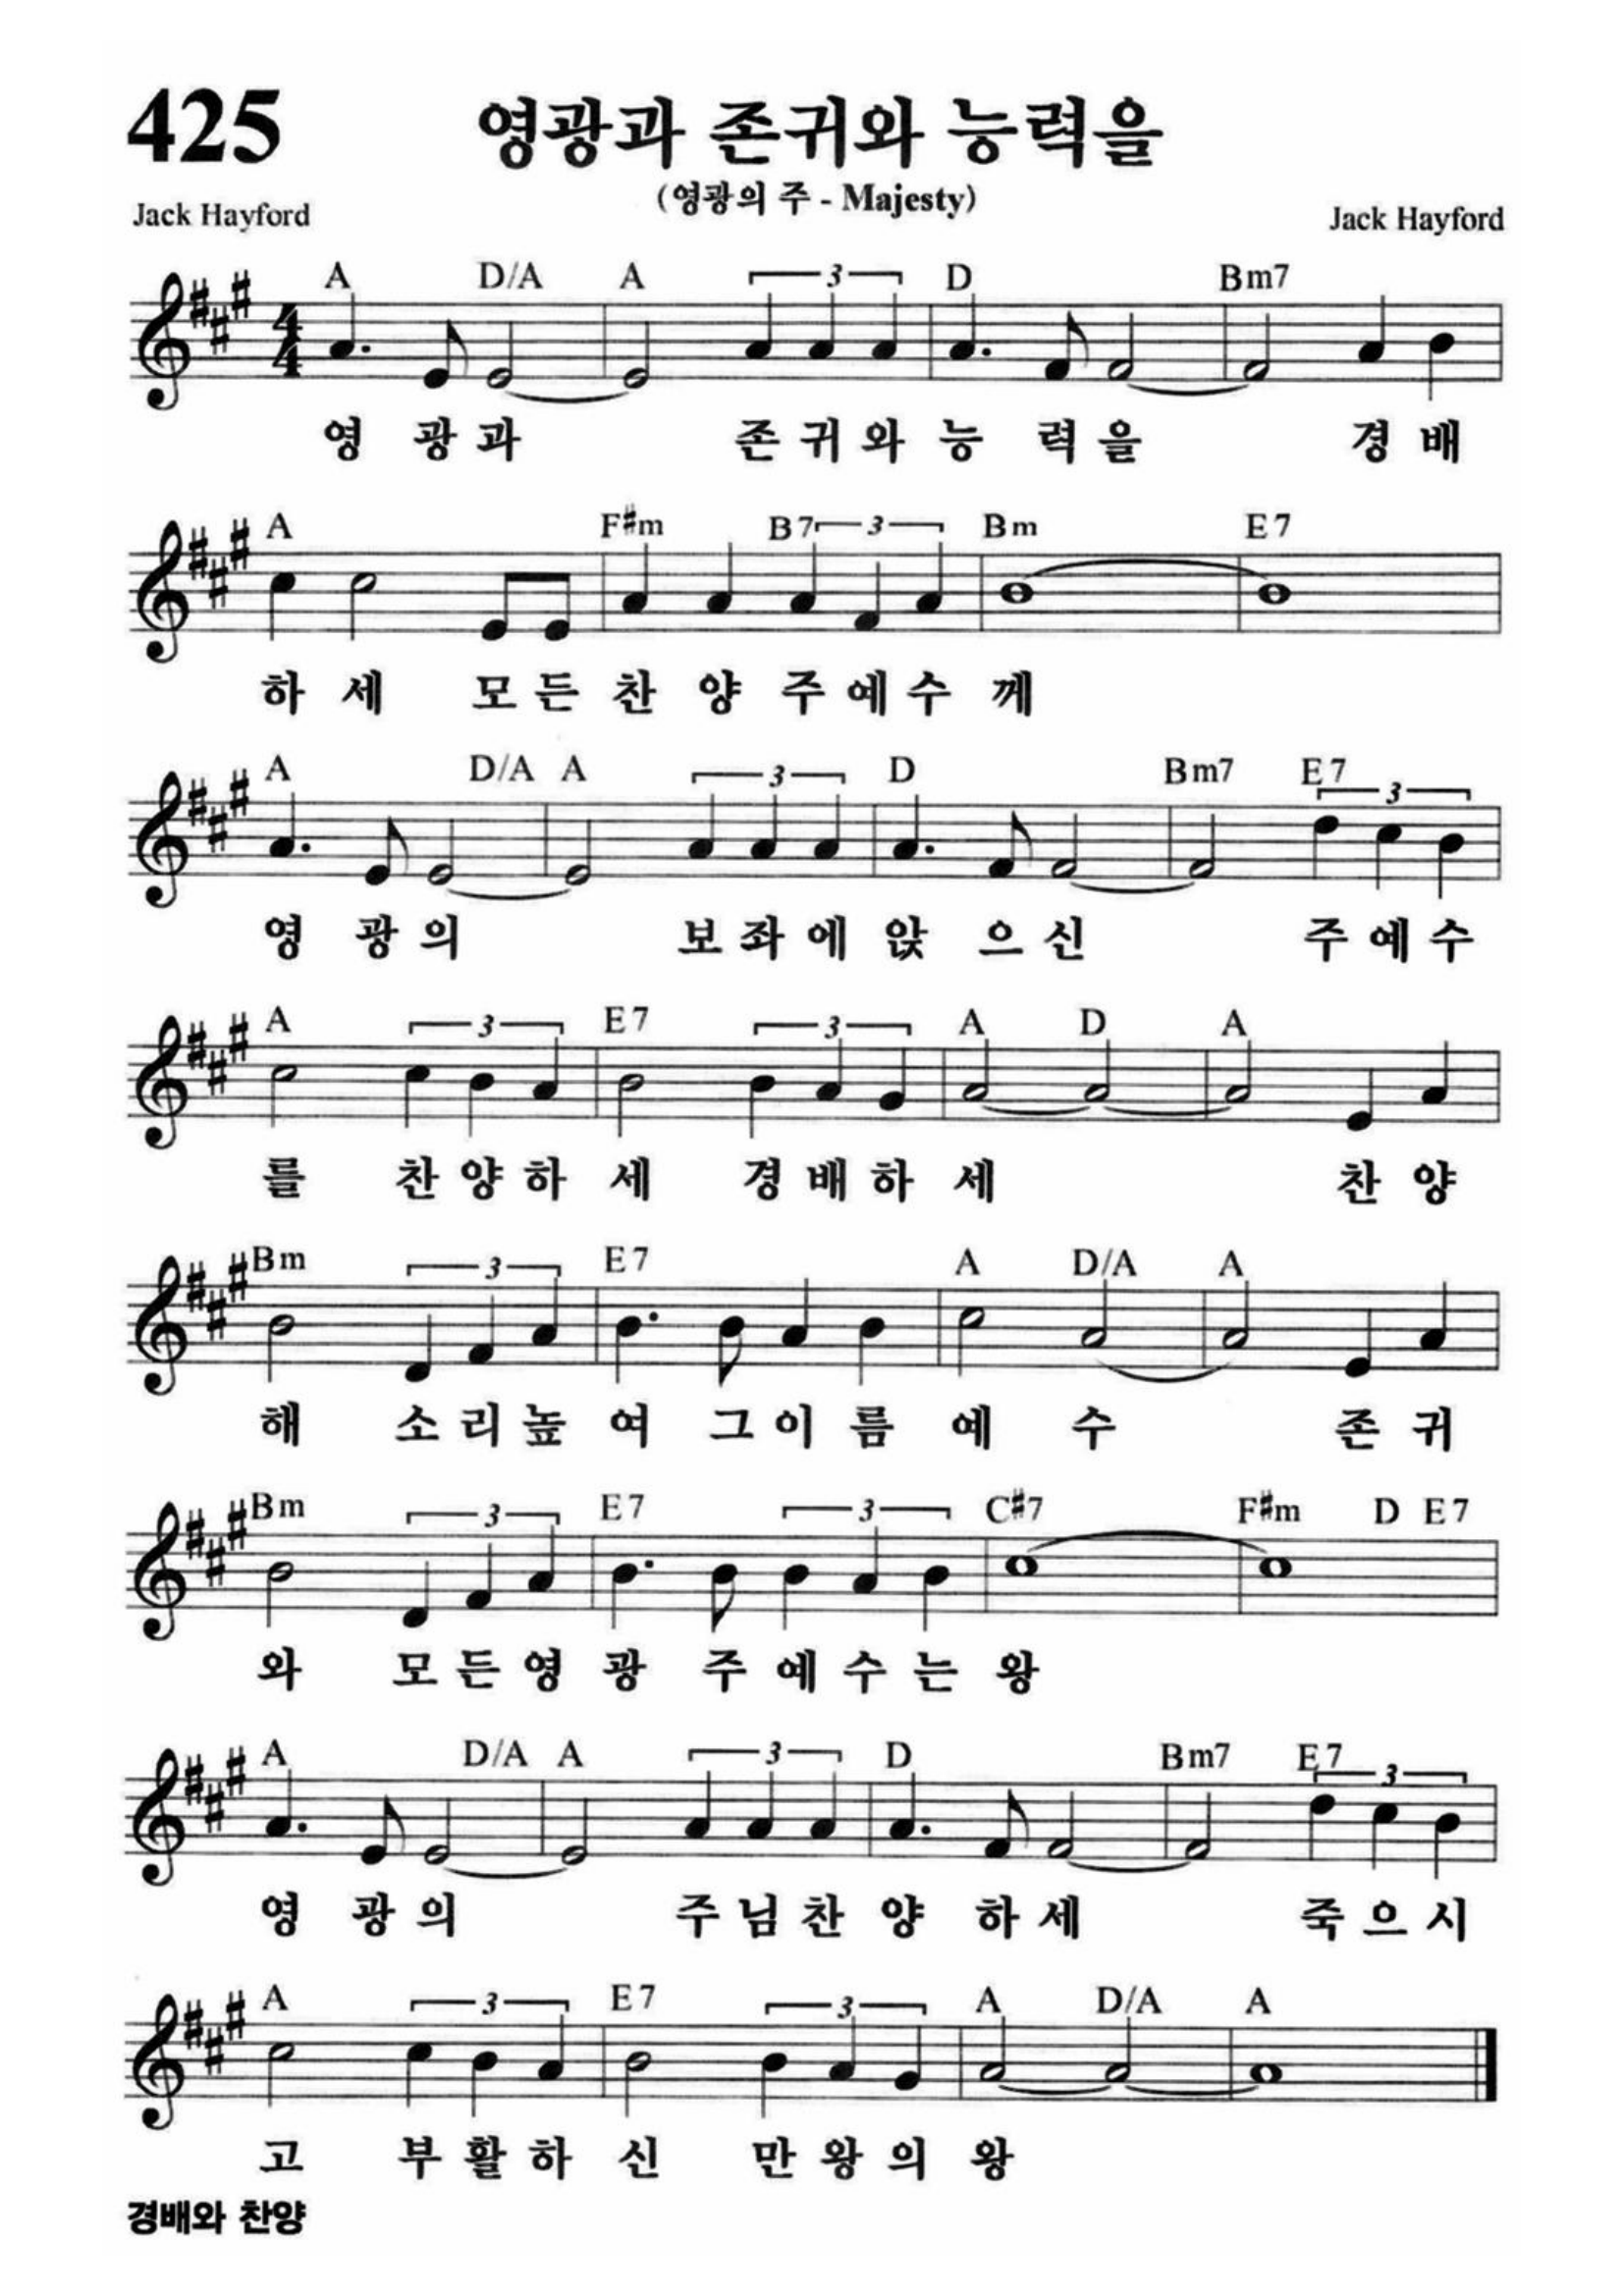 425
영광과 존귀와 능력을
(영광의 주 - Majesty)
Jack Hayford
Jack Hayford
A D/A A 3 D Bm7
4/4
영 광 과 존 귀 와 능 력 을 경 배
A F#m B7 3 Bm E7
하 세 모 든 찬 양 주 예 수 께
A D/A A 3 D Bm7 E7 3
영 광 의 보 좌 에 앉 으 신 주 예 수
A 3 E7 3 A D A
를 찬 양 하 세 경 배 하 세 찬 양
Bm 3 E7 A D/A A
해 소 리 높 여 그 이 름 예 수 존 귀
Bm 3 E7 3 C#7 F#m D E7
와 모 든 영 광 주 예 수 는 왕
A D/A A 3 D Bm7 E7 3
영 광 의 주 님 찬 양 하 세 죽 으 시
A 3 E7 3 A D/A A
고 부 활 하 신 만 왕 의 왕
경배와 찬양